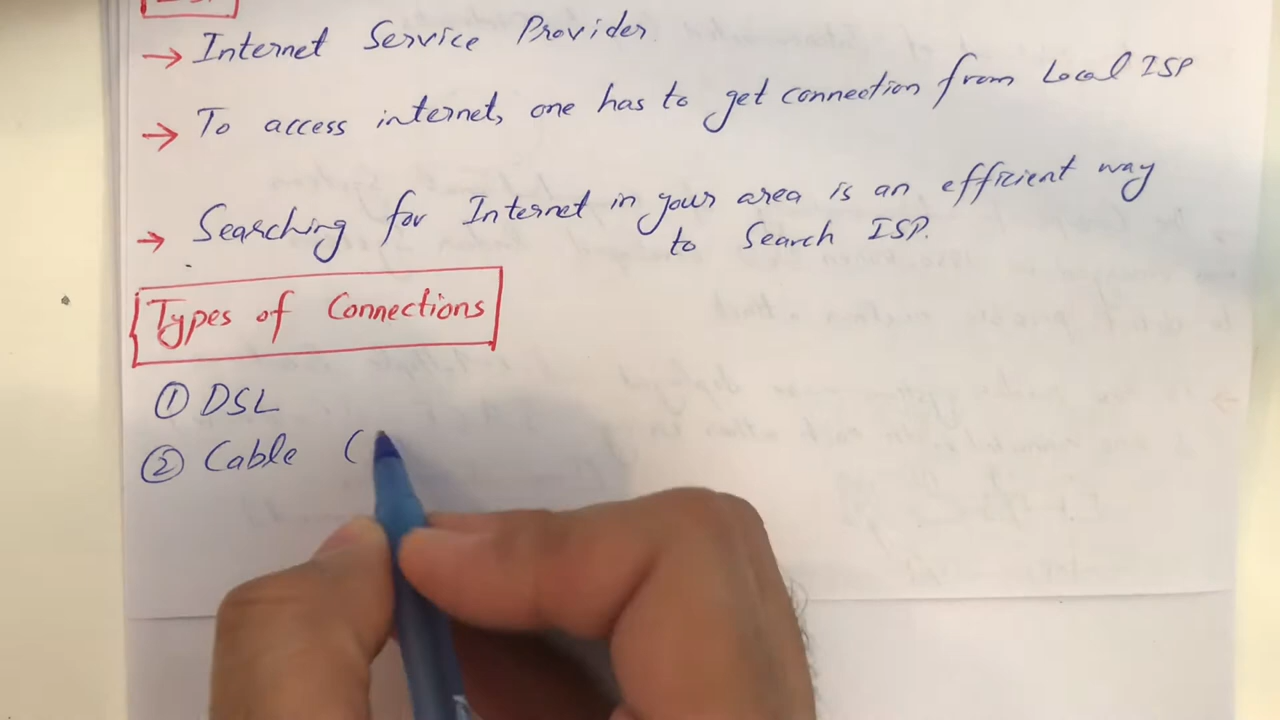 → Internet Service Provider.
→ To access internet, one has to get connection from Local ISP
→ Searching for Internet in your area is an efficient way
to Search ISP.
Types of Connections
① DSL
② Cable (